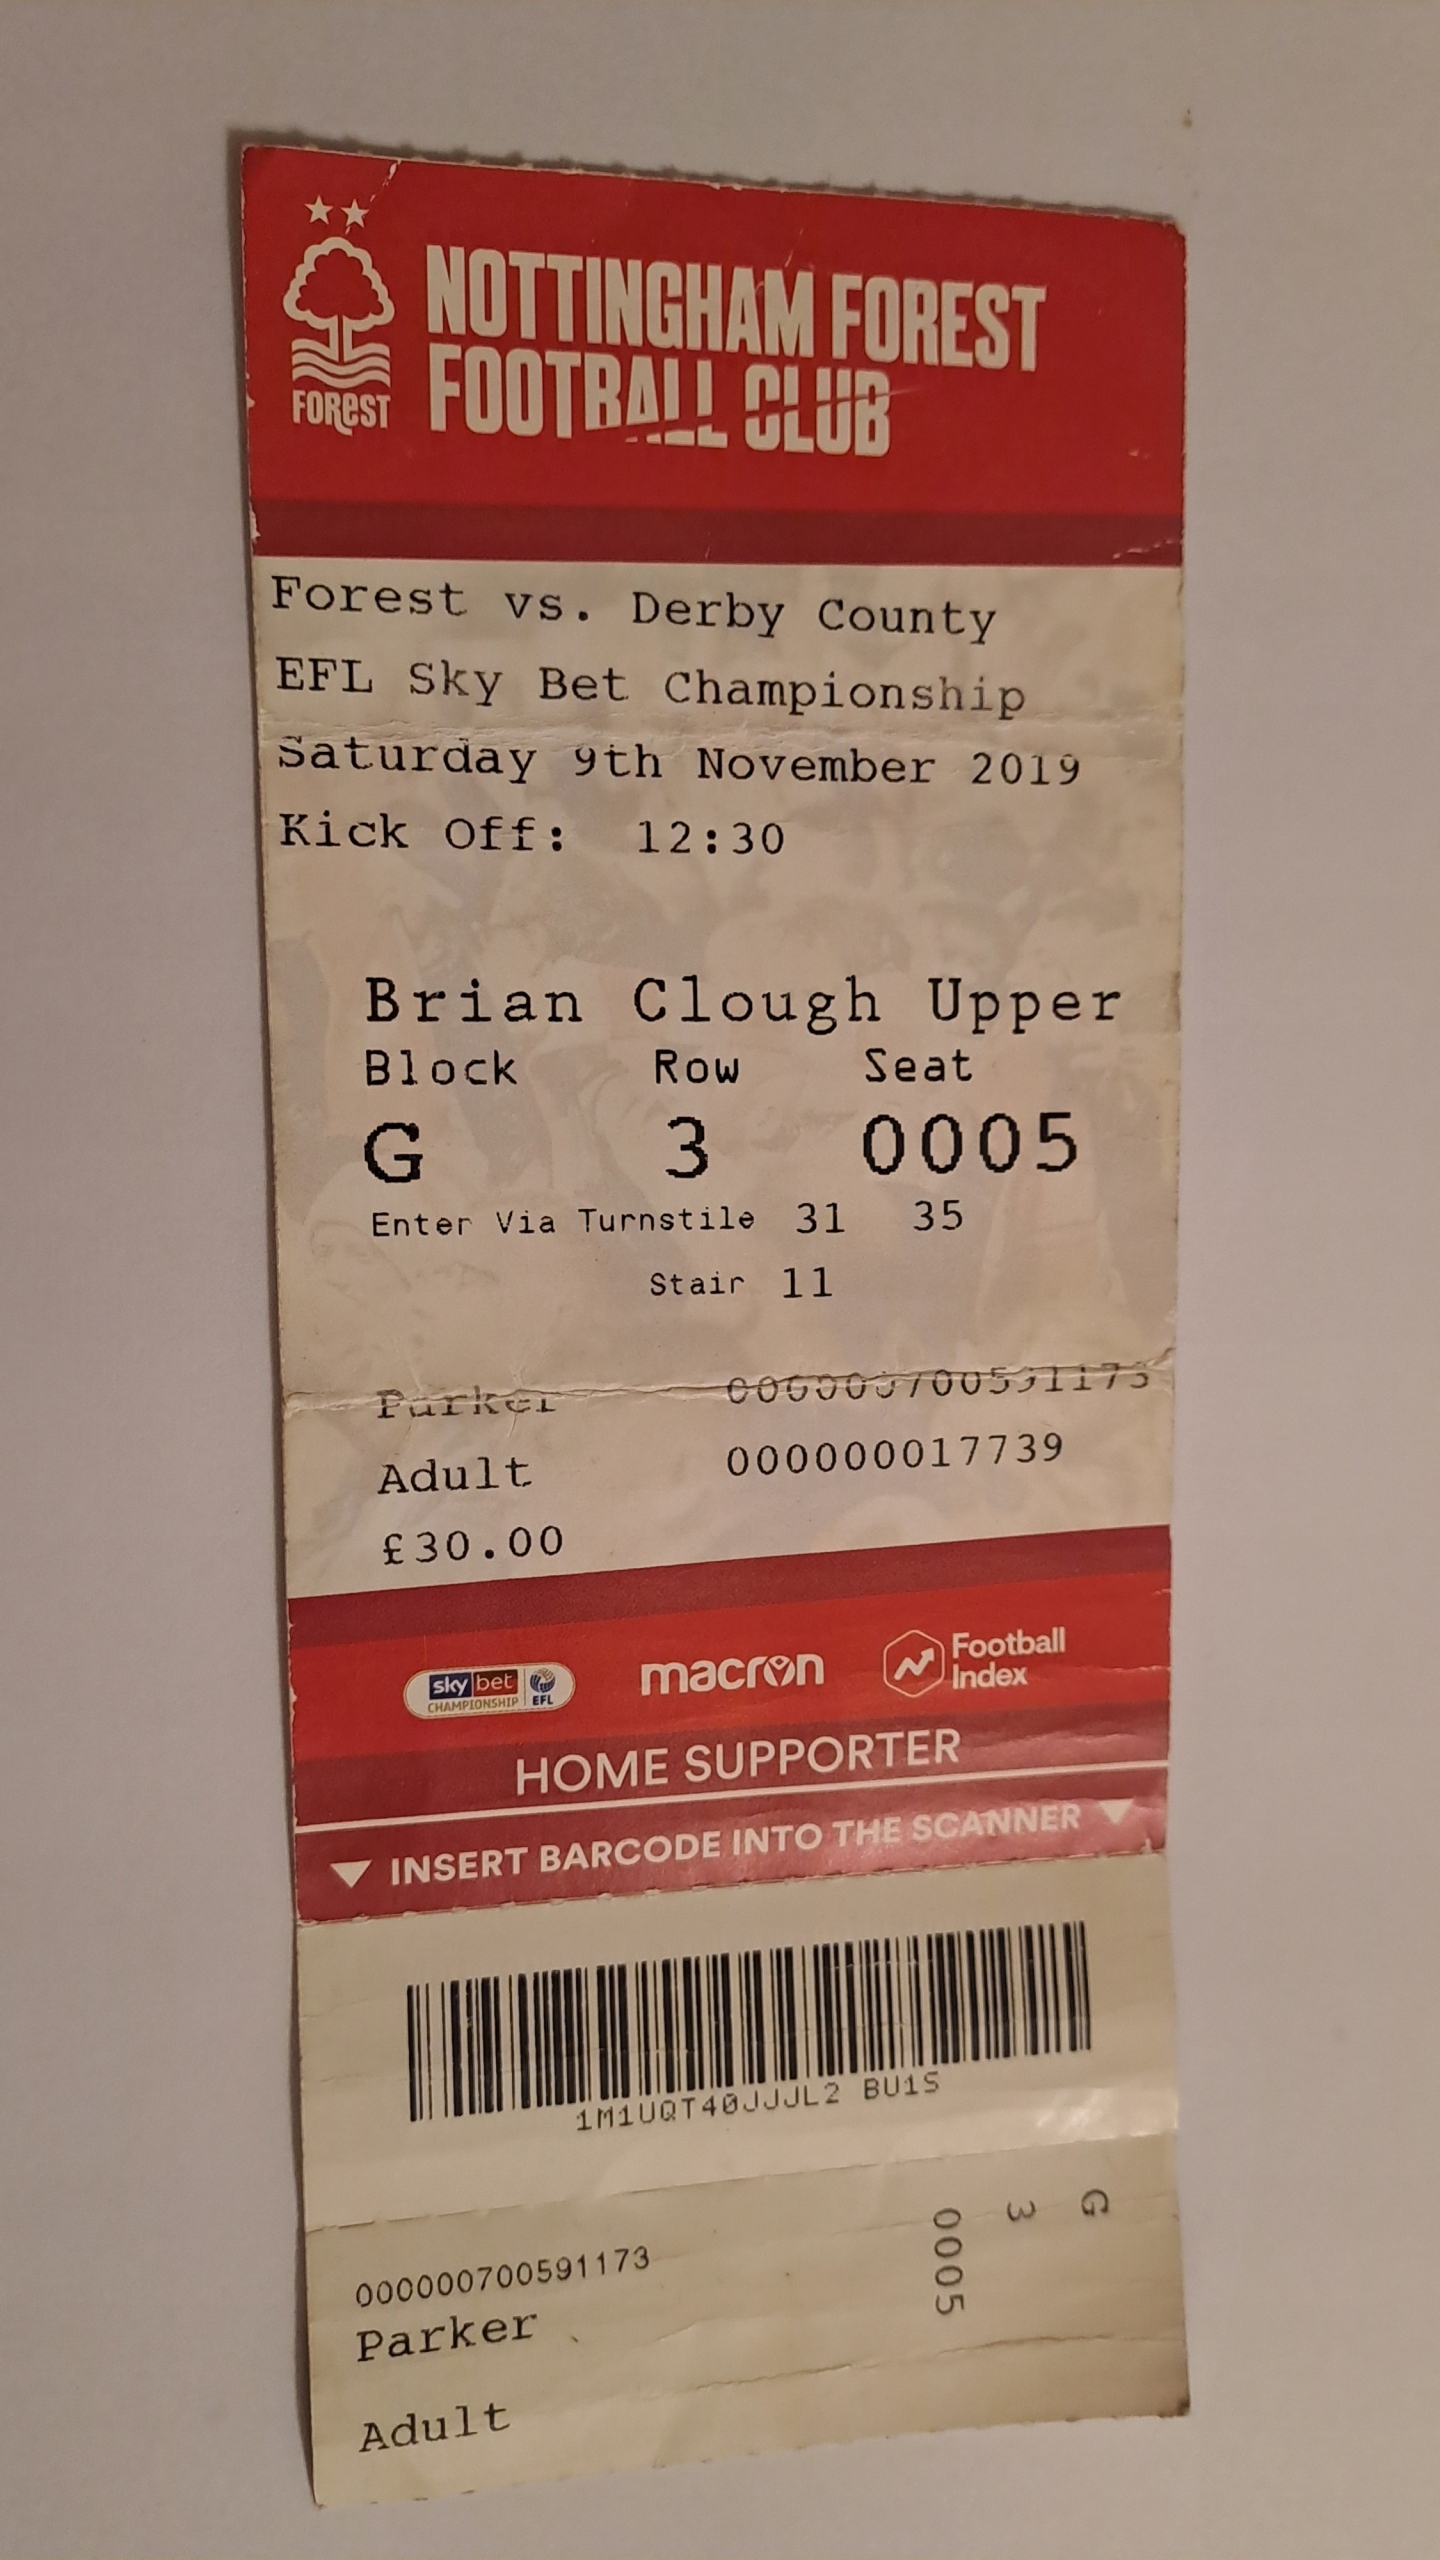 FOREST
NOTTINGHAM FOREST
FOOTBALL CLUB
Forest vs. Derby County
EFL Sky Bet Championship
Saturday 9th November 2019
Kick Off: 12:30
Brian Clough Upper
Block Row Seat
G 3 0005
Enter Via Turnstile 31 35
Stair 11
Parker 000000700591173
Adult 000000017739
£30.00
sky bet
CHAMPIONSHIP EFL
macron
Football
Index
HOME SUPPORTER
INSERT BARCODE INTO THE SCANNER
1M1UQT40JJJL2 BU1S
G
3
0005
000000700591173
Parker
Adult